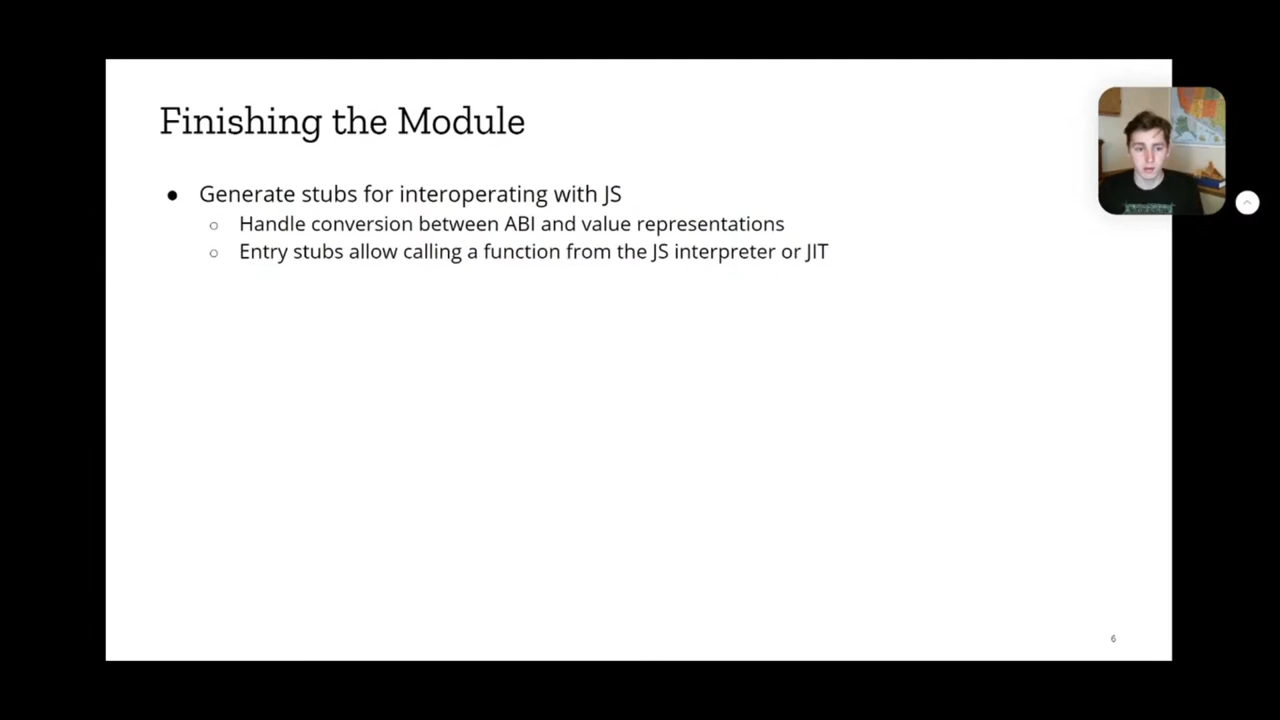 Finishing the Module
● Generate stubs for interoperating with JS
○ Handle conversion between ABI and value representations
○ Entry stubs allow calling a function from the JS interpreter or JIT
6